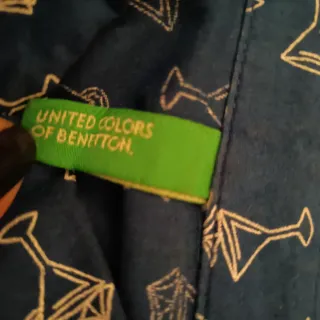 UNITED COLORS
OF BENETTON.